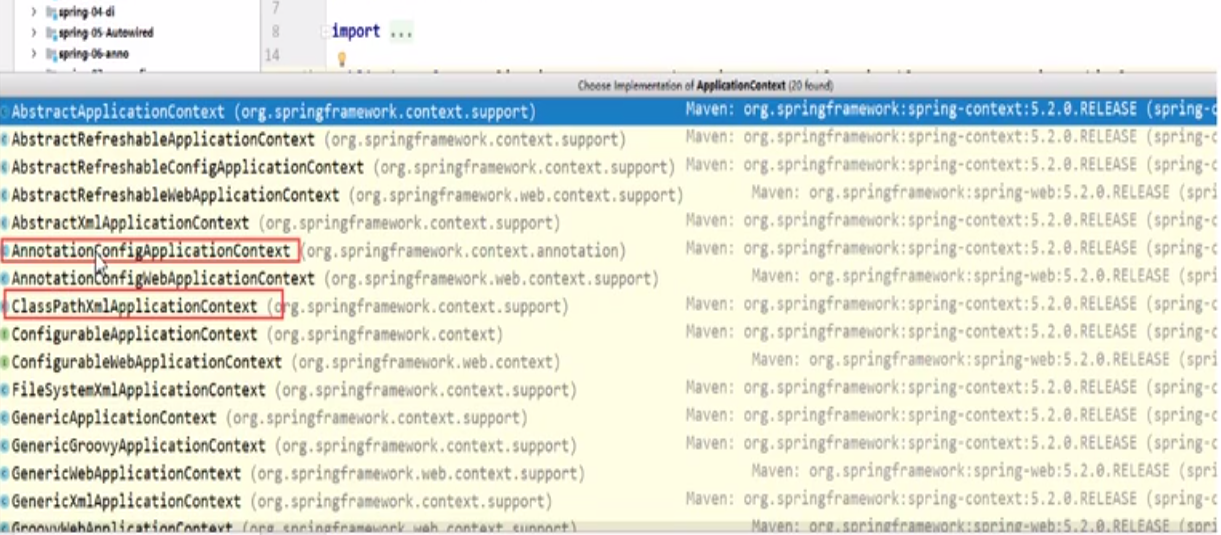 spring-04-di
7
spring-05-Autowired
8
import ...
spring-06-anno
14
Choose Implementation of ApplicationContext (20 found)
AbstractApplicationContext (org.springframework.context.support) Maven: org.springframework:spring-context:5.2.0.RELEASE (spring-c
AbstractRefreshableApplicationContext (org.springframework.context.support) Maven: org.springframework:spring-context:5.2.0.RELEASE (spring-c
AbstractRefreshableConfigApplicationContext (org.springframework.context.support) Maven: org.springframework:spring-context:5.2.0.RELEASE (spring-c
AbstractRefreshableWebApplicationContext (org.springframework.web.context.support) Maven: org.springframework:spring-web:5.2.0.RELEASE (spri
AbstractXmlApplicationContext (org.springframework.context.support) Maven: org.springframework:spring-context:5.2.0.RELEASE (spring-c
AnnotationConfigApplicationContext (org.springframework.context.annotation) Maven: org.springframework:spring-context:5.2.0.RELEASE (spring-c
AnnotationConfigWebApplicationContext (org.springframework.web.context.support) Maven: org.springframework:spring-web:5.2.0.RELEASE (spri
ClassPathXmlApplicationContext (org.springframework.context.support) Maven: org.springframework:spring-context:5.2.0.RELEASE (spring-c
ConfigurableApplicationContext (org.springframework.context) Maven: org.springframework:spring-context:5.2.0.RELEASE (spring-c
ConfigurableWebApplicationContext (org.springframework.web.context) Maven: org.springframework:spring-web:5.2.0.RELEASE (spri
FileSystemXmlApplicationContext (org.springframework.context.support) Maven: org.springframework:spring-context:5.2.0.RELEASE (spring-c
GenericApplicationContext (org.springframework.context.support) Maven: org.springframework:spring-context:5.2.0.RELEASE (spring-c
GenericGroovyApplicationContext (org.springframework.context.support) Maven: org.springframework:spring-context:5.2.0.RELEASE (spring-c
GenericWebApplicationContext (org.springframework.web.context.support) Maven: org.springframework:spring-web:5.2.0.RELEASE (spri
GenericXmlApplicationContext (org.springframework.context.support) Maven: org.springframework:spring-context:5.2.0.RELEASE (spring-c
GroovyWebApplicationContext (org.springframework.web.context.support) Maven: org.springframework:spring-web:5.2.0.RELEASE (spri